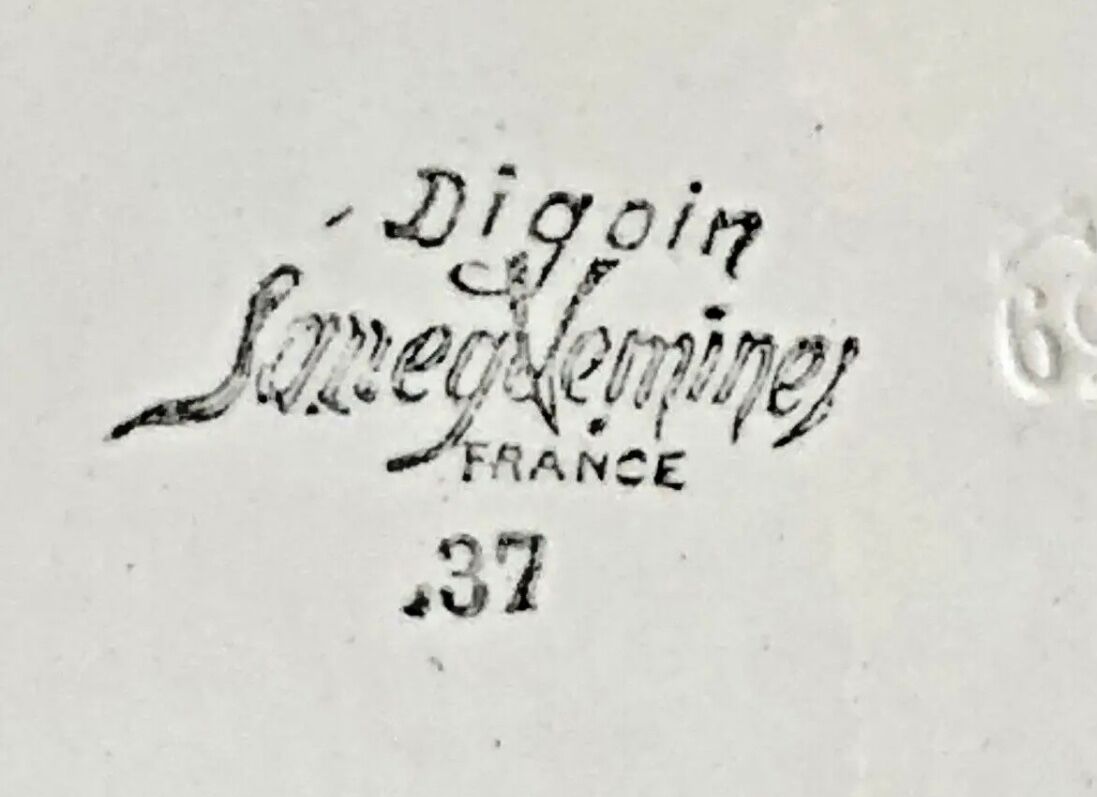 Digoin
Sarreguemines
FRANCE
37